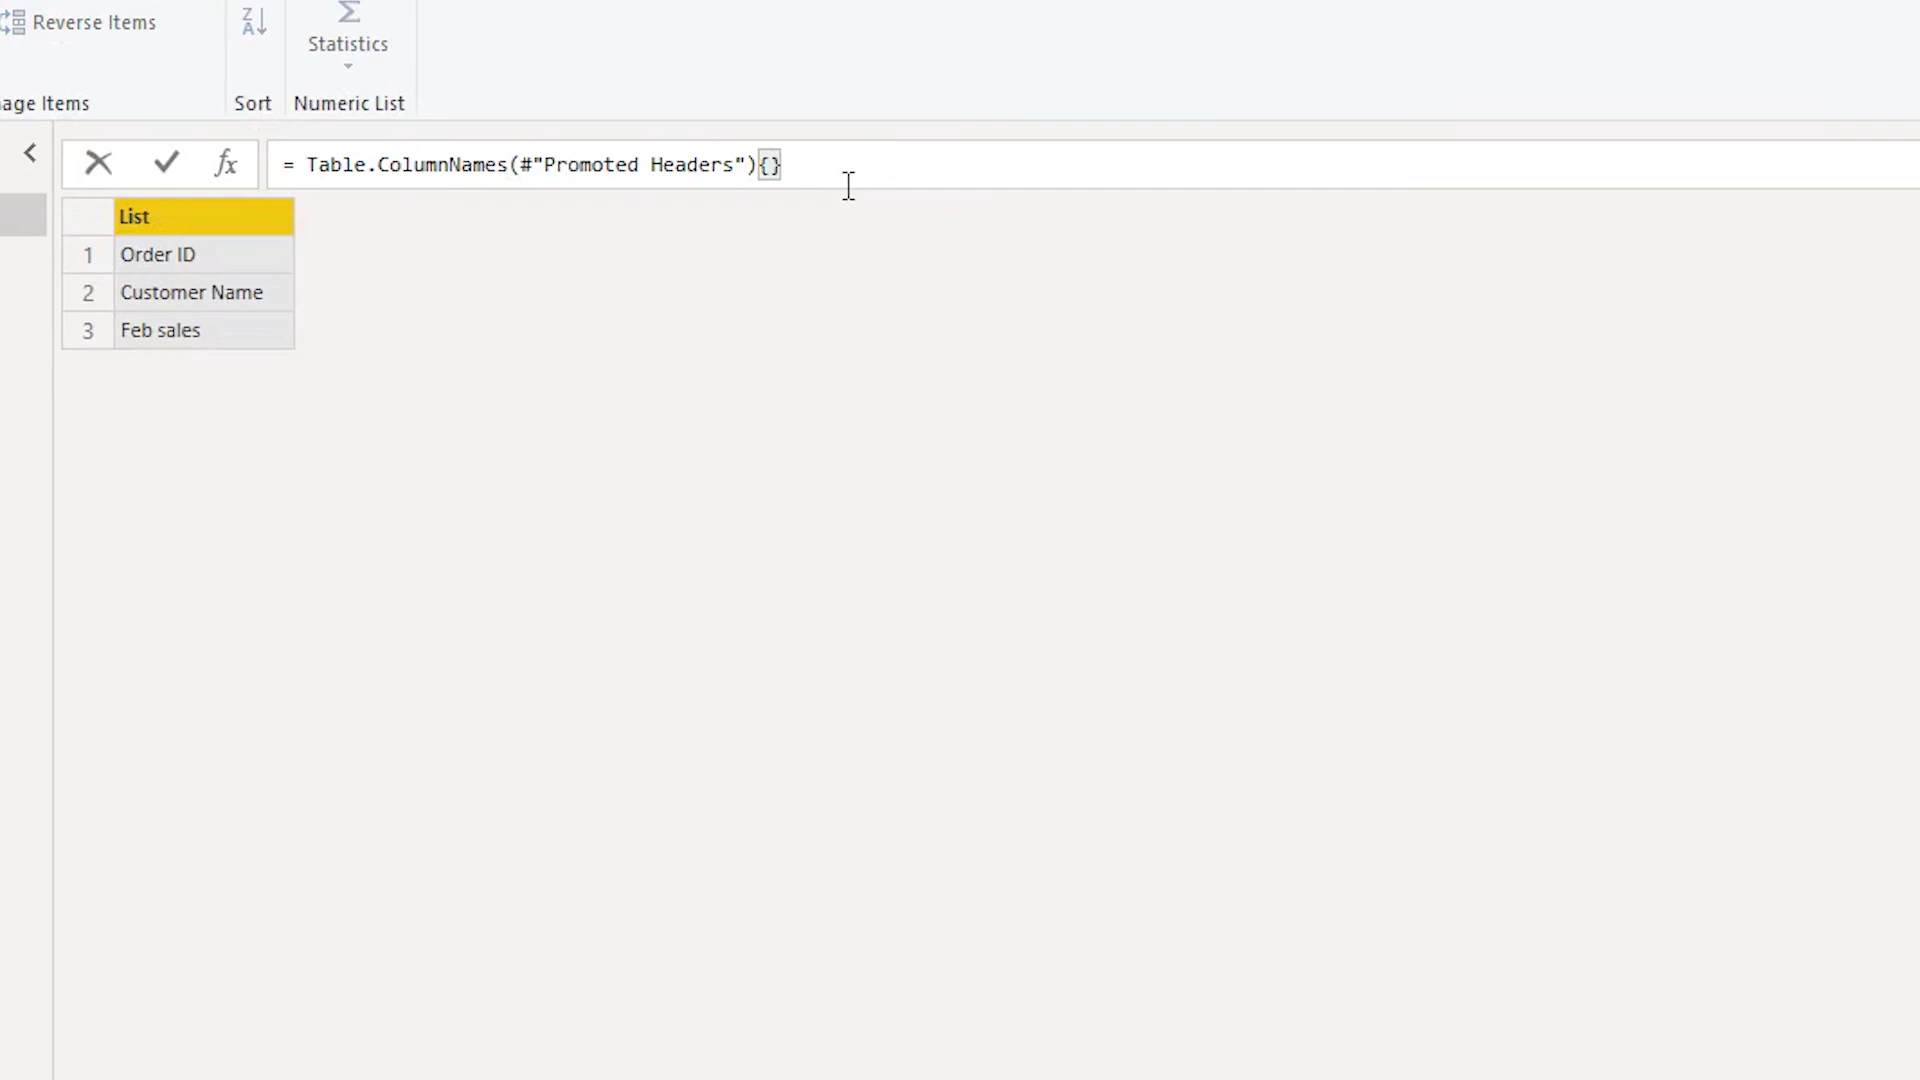 Reverse Items
Statistics
age Items
Sort
Numeric List
= Table.ColumnNames(#"Promoted Headers"){}
List
1 Order ID
2 Customer Name
3 Feb sales